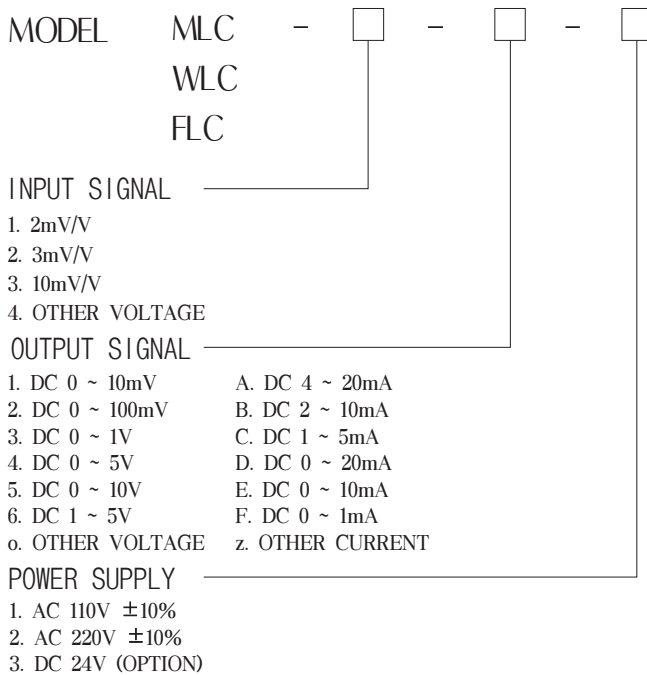 MODEL MLC - □ - □ - □
WLC
FLC
INPUT SIGNAL
1. 2mV/V
2. 3mV/V
3. 10mV/V
4. OTHER VOLTAGE
OUTPUT SIGNAL
1. DC 0 ~ 10mV A. DC 4 ~ 20mA
2. DC 0 ~ 100mV B. DC 2 ~ 10mA
3. DC 0 ~ 1V C. DC 1 ~ 5mA
4. DC 0 ~ 5V D. DC 0 ~ 20mA
5. DC 0 ~ 10V E. DC 0 ~ 10mA
6. DC 1 ~ 5V F. DC 0 ~ 1mA
o. OTHER VOLTAGE z. OTHER CURRENT
POWER SUPPLY
1. AC 110V ±10%
2. AC 220V ±10%
3. DC 24V (OPTION)